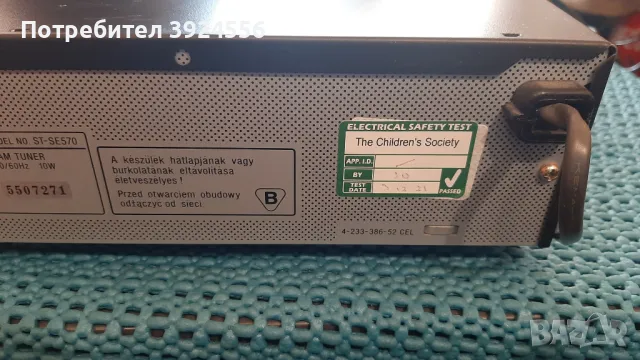 Потребител 3924556
MODEL NO. ST-SE570
AM TUNER
50/60Hz 10W
5507271
A készülék hátlapjának vagy
burkolatának eltávolítása
életveszélyes!
Przed otwarciem obudowy
odłączyć od sieci.
B
ELECTRICAL SAFETY TEST
The Children's Society
APP. I.D.
BY
TEST
DATE
PASSED
4-233-386-52 CEL
BAZAR